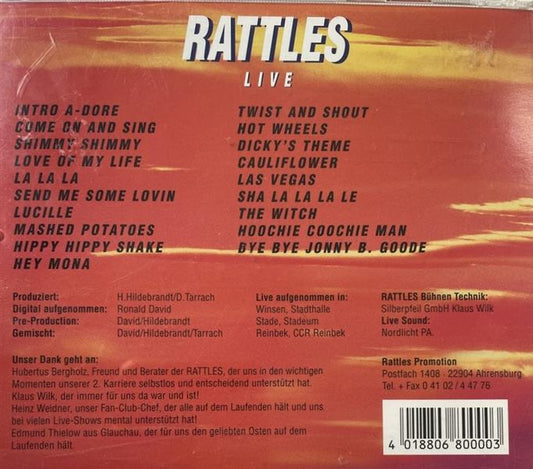 RATTLES
LIVE
INTRO A-DORE
COME ON AND SING
SHIMMY SHIMMY
LOVE OF MY LIFE
LA LA LA
SEND ME SOME LOVIN
LUCILLE
MASHED POTATOES
HIPPY HIPPY SHAKE
HEY MONA
TWIST AND SHOUT
HOT WHEELS
DICKY'S THEME
CAULIFLOWER
LAS VEGAS
SHA LA LA LA LE
THE WITCH
HOOCHIE COOCHIE MAN
BYE BYE JONNY B. GOODE
Produziert: H.Hildebrandt/D.Tarrach
Digital aufgenommen: Ronald David
Pre-Production: David/Hildebrandt
Gemischt: David/Hildebrandt/Tarrach
Live aufgenommen in:
Winsen, Stadthalle
Stade, Stadeum
Reinbek, CCR Reinbek
RATTLES Bühnen Technik:
Silberpfeil GmbH Klaus Wilk
Live Sound:
Nordlicht PA.
Unser Dank geht an:
Hubertus Bergholz, Freund und Berater der RATTLES, der uns in den wichtigen
Momenten unserer 2. Karriere selbstlos und entscheidend unterstützt hat.
Klaus Wilk, der immer für uns da war und ist!
Heinz Weidner, unser Fan-Club-Chef, der alle auf dem Laufenden hält und uns
bei vielen Live-Shows mental unterstützt hat!
Edmund Thielow aus Glauchau, der für uns den geliebten Osten auf dem
Laufenden hält.
Rattles Promotion
Postfach 1408 - 22904 Ahrensburg
Tel. + Fax 0 41 02 / 4 47 76
4 018806 800003